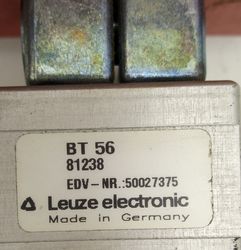 BT 56
81238
EDV-NR.:50027375
Leuze electronic
Made in Germany